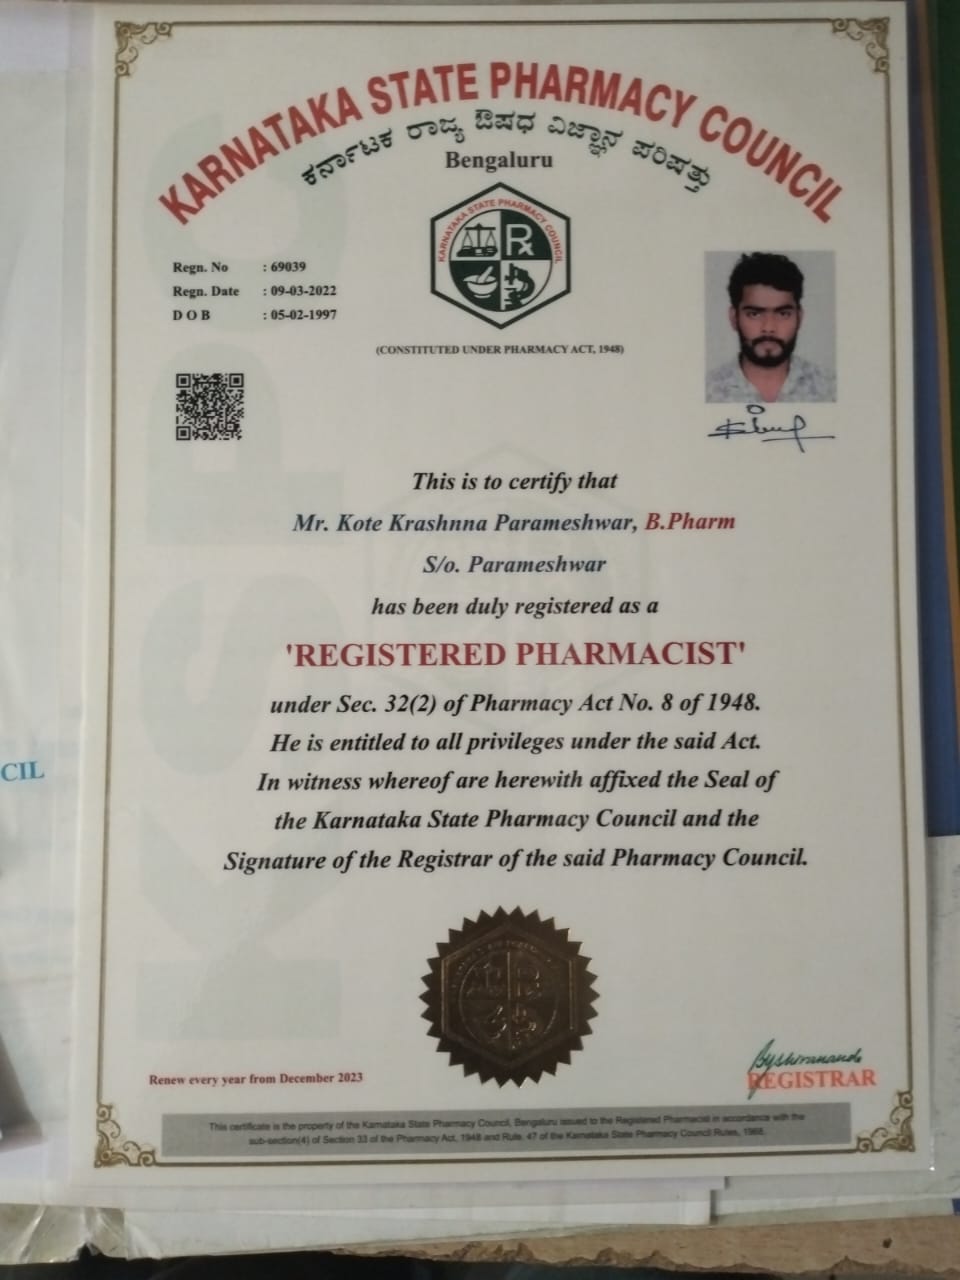 KARNATAKA STATE PHARMACY COUNCIL
ಕರ್ನಾಟಕ ರಾಜ್ಯ ಔಷಧ ವಿಜ್ಞಾನ ಪರಿಷತ್ತು
Bengaluru
KARNATAKA STATE PHARMACY COUNCIL
Rx
Regn. No : 69039
Regn. Date : 09-03-2022
D O B : 05-02-1997
(CONSTITUTED UNDER PHARMACY ACT, 1948)
This is to certify that
Mr. Kote Krashnna Parameshwar, B.Pharm
S/o. Parameshwar
has been duly registered as a
'REGISTERED PHARMACIST'
under Sec. 32(2) of Pharmacy Act No. 8 of 1948.
He is entitled to all privileges under the said Act.
In witness whereof are herewith affixed the Seal of
the Karnataka State Pharmacy Council and the
Signature of the Registrar of the said Pharmacy Council.
CIL
Renew every year from December 2023
REGISTRAR
This certificate is the property of the Karnataka State Pharmacy Council, Bengaluru issued to the Registered Pharmacist in accordance with the
sub-section(4) of Section 33 of the Pharmacy Act, 1948 and Rule. 47 of the Karnataka State Pharmacy Council Rules, 1968.
KSPC